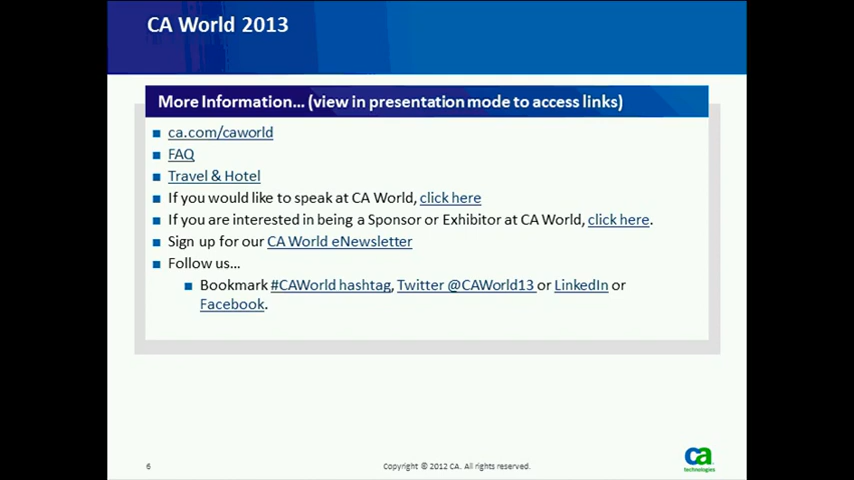 CA World 2013
More Information… (view in presentation mode to access links)
ca.com/caworld
FAQ
Travel & Hotel
If you would like to speak at CA World, click here
If you are interested in being a Sponsor or Exhibitor at CA World, click here.
Sign up for our CA World eNewsletter
Follow us…
Bookmark #CAWorld hashtag, Twitter @CAWorld13 or LinkedIn or
Facebook.
6
Copyright © 2012 CA. All rights reserved.
ca
technologies